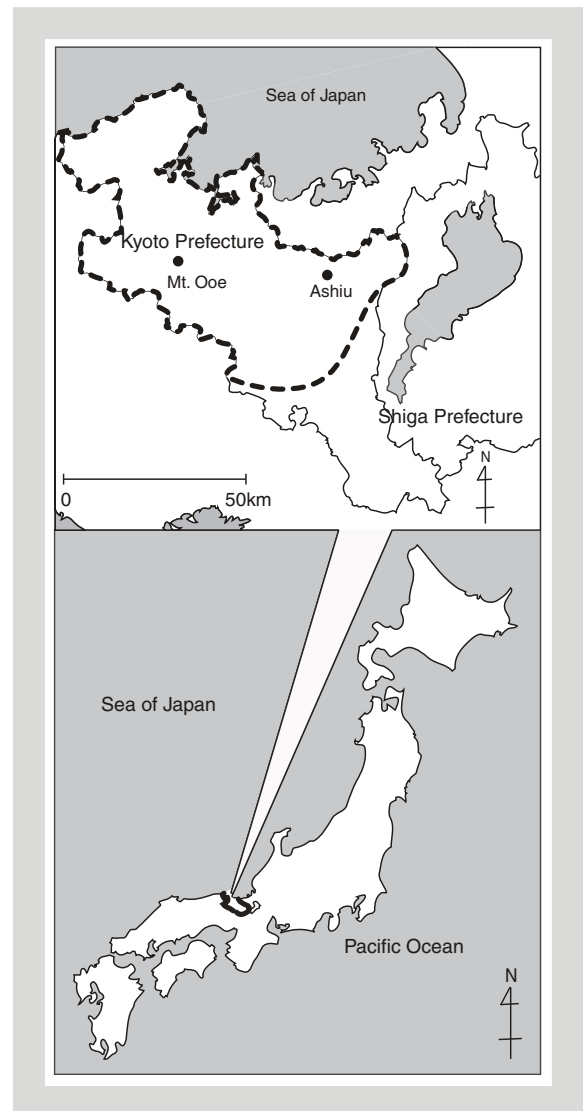 Sea of Japan
Kyoto Prefecture
Mt. Ooe
Ashiu
Shiga Prefecture
N
0 50km
Sea of Japan
Pacific Ocean
N